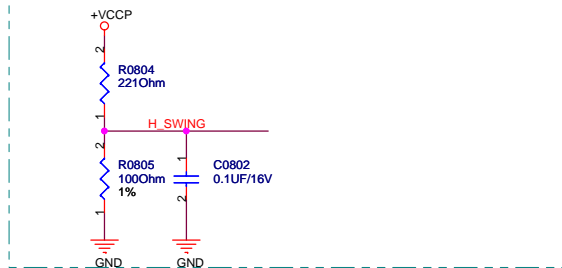 +VCCP
2
R0804
221Ohm
1
H_SWING
2
R0805
100Ohm
1%
1
1
C0802
0.1UF/16V
2
GND
GND